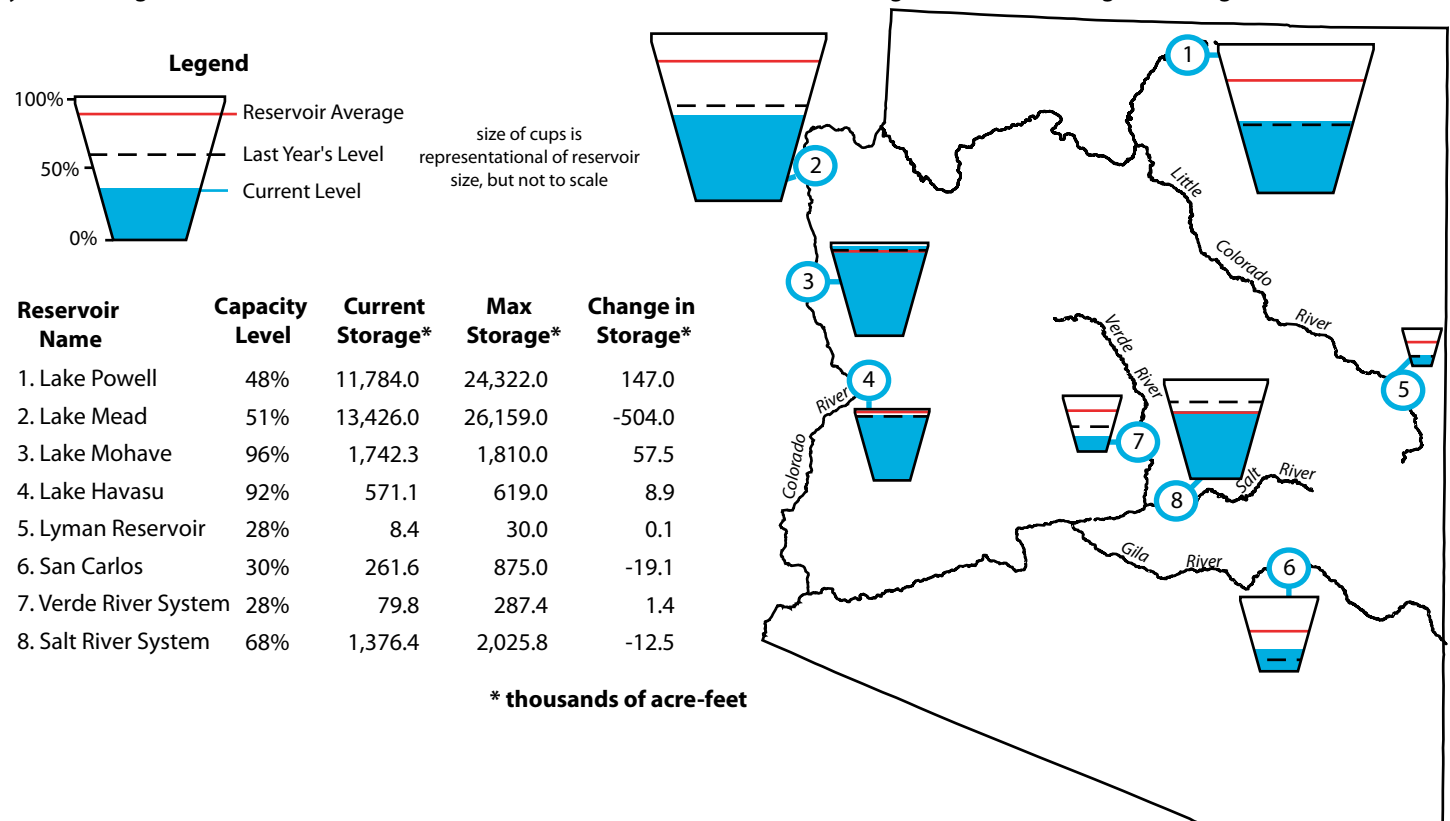 Legend
100%
50%
0%
Reservoir Average
Last Year's Level
Current Level
size of cups is
representational of reservoir
size, but not to scale
Reservoir Name Capacity Level Current Storage* Max Storage* Change in Storage*
1. Lake Powell 48% 11,784.0 24,322.0 147.0
2. Lake Mead 51% 13,426.0 26,159.0 -504.0
3. Lake Mohave 96% 1,742.3 1,810.0 57.5
4. Lake Havasu 92% 571.1 619.0 8.9
5. Lyman Reservoir 28% 8.4 30.0 0.1
6. San Carlos 30% 261.6 875.0 -19.1
7. Verde River System 28% 79.8 287.4 1.4
8. Salt River System 68% 1,376.4 2,025.8 -12.5
* thousands of acre-feet
1
2
3
4
5
6
7
8
Little Colorado River
Colorado River
Verde River
Salt River
Gila River